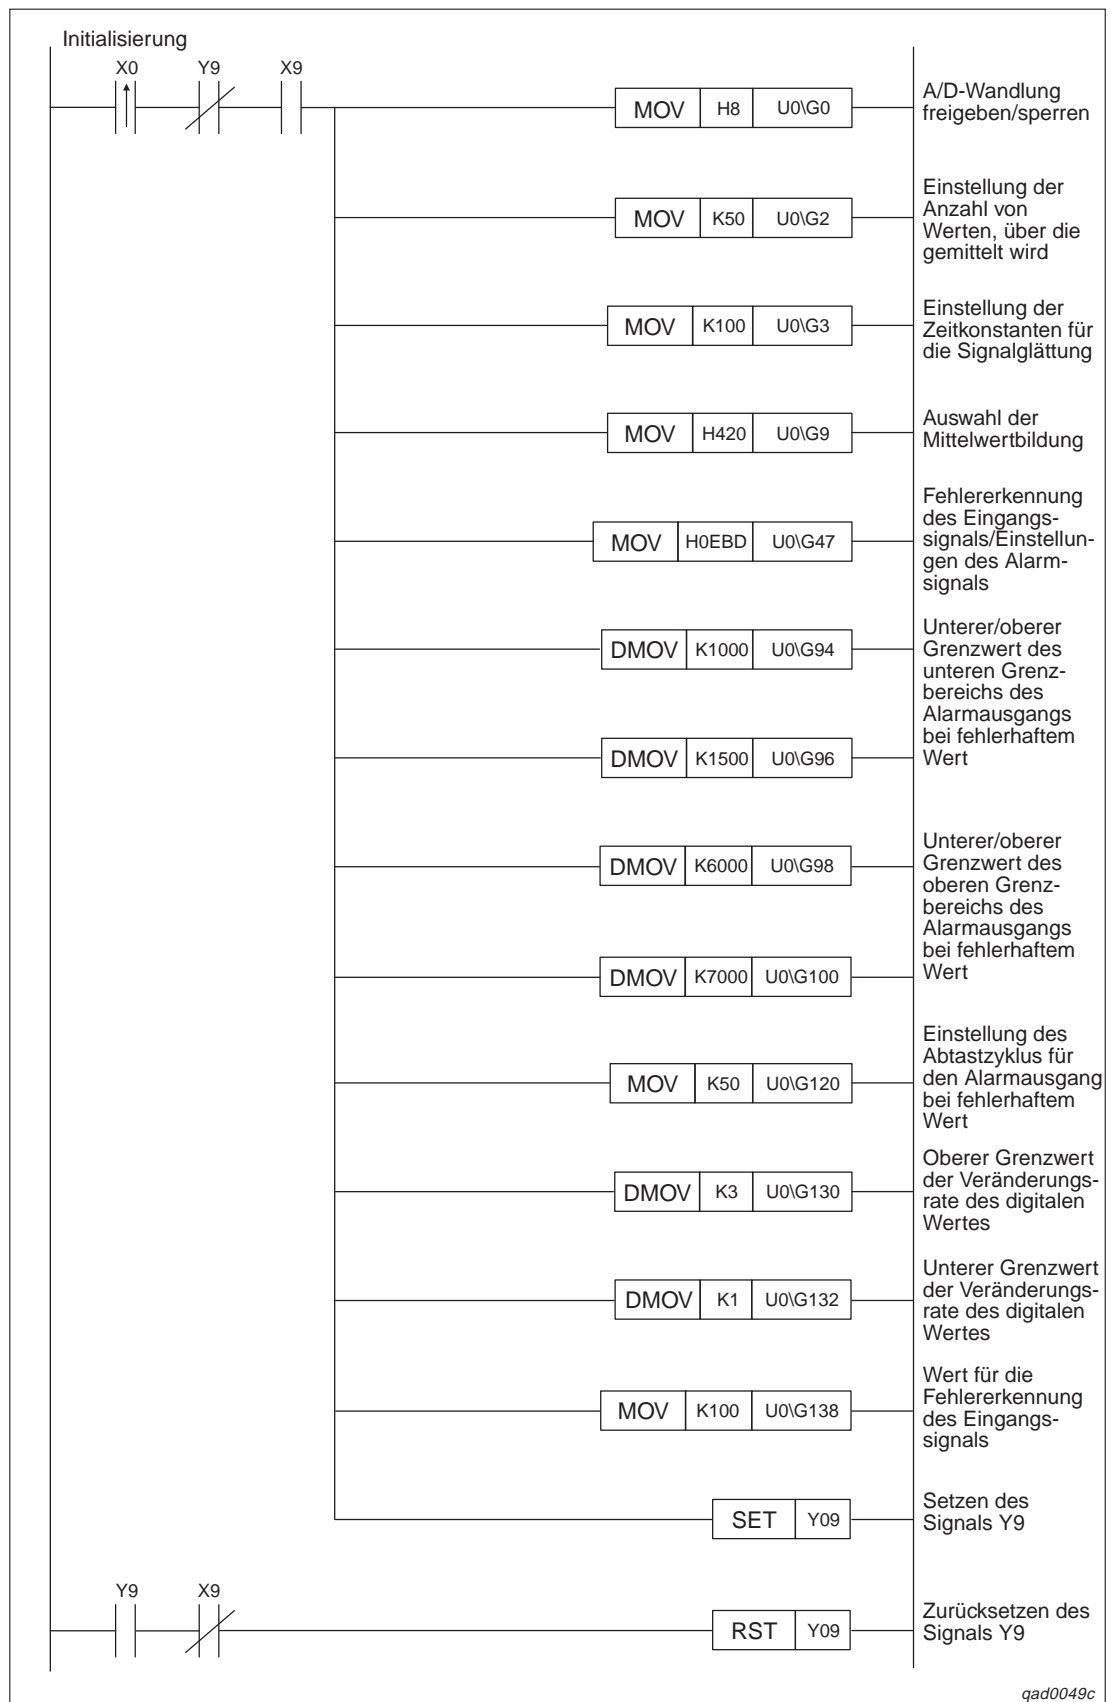 Initialisierung
X0 Y9 X9
MOV H8 U0\G0
A/D-Wandlung
freigeben/sperren
MOV K50 U0\G2
Einstellung der
Anzahl von
Werten, über die
gemittelt wird
MOV K100 U0\G3
Einstellung der
Zeitkonstanten für
die Signalglättung
MOV H420 U0\G9
Auswahl der
Mittelwertbildung
MOV H0EBD U0\G47
Fehlererkennung
des Eingangs-
signals/Einstellun-
gen des Alarm-
signals
DMOV K1000 U0\G94
Unterer/oberer
Grenzwert des
unteren Grenz-
bereichs des
Alarmausgangs
bei fehlerhaftem
Wert
DMOV K1500 U0\G96
DMOV K6000 U0\G98
Unterer/oberer
Grenzwert des
oberen Grenz-
bereichs des
Alarmausgangs
bei fehlerhaftem
Wert
DMOV K7000 U0\G100
MOV K50 U0\G120
Einstellung des
Abtastzyklus für
den Alarmausgang
bei fehlerhaftem
Wert
DMOV K3 U0\G130
Oberer Grenzwert
der Veränderungs-
rate des digitalen
Wertes
DMOV K1 U0\G132
Unterer Grenzwert
der Veränderungs-
rate des digitalen
Wertes
MOV K100 U0\G138
Wert für die
Fehlererkennung
des Eingangs-
signals
SET Y09
Setzen des
Signals Y9
Y9 X9
RST Y09
Zurücksetzen des
Signals Y9
qad0049c